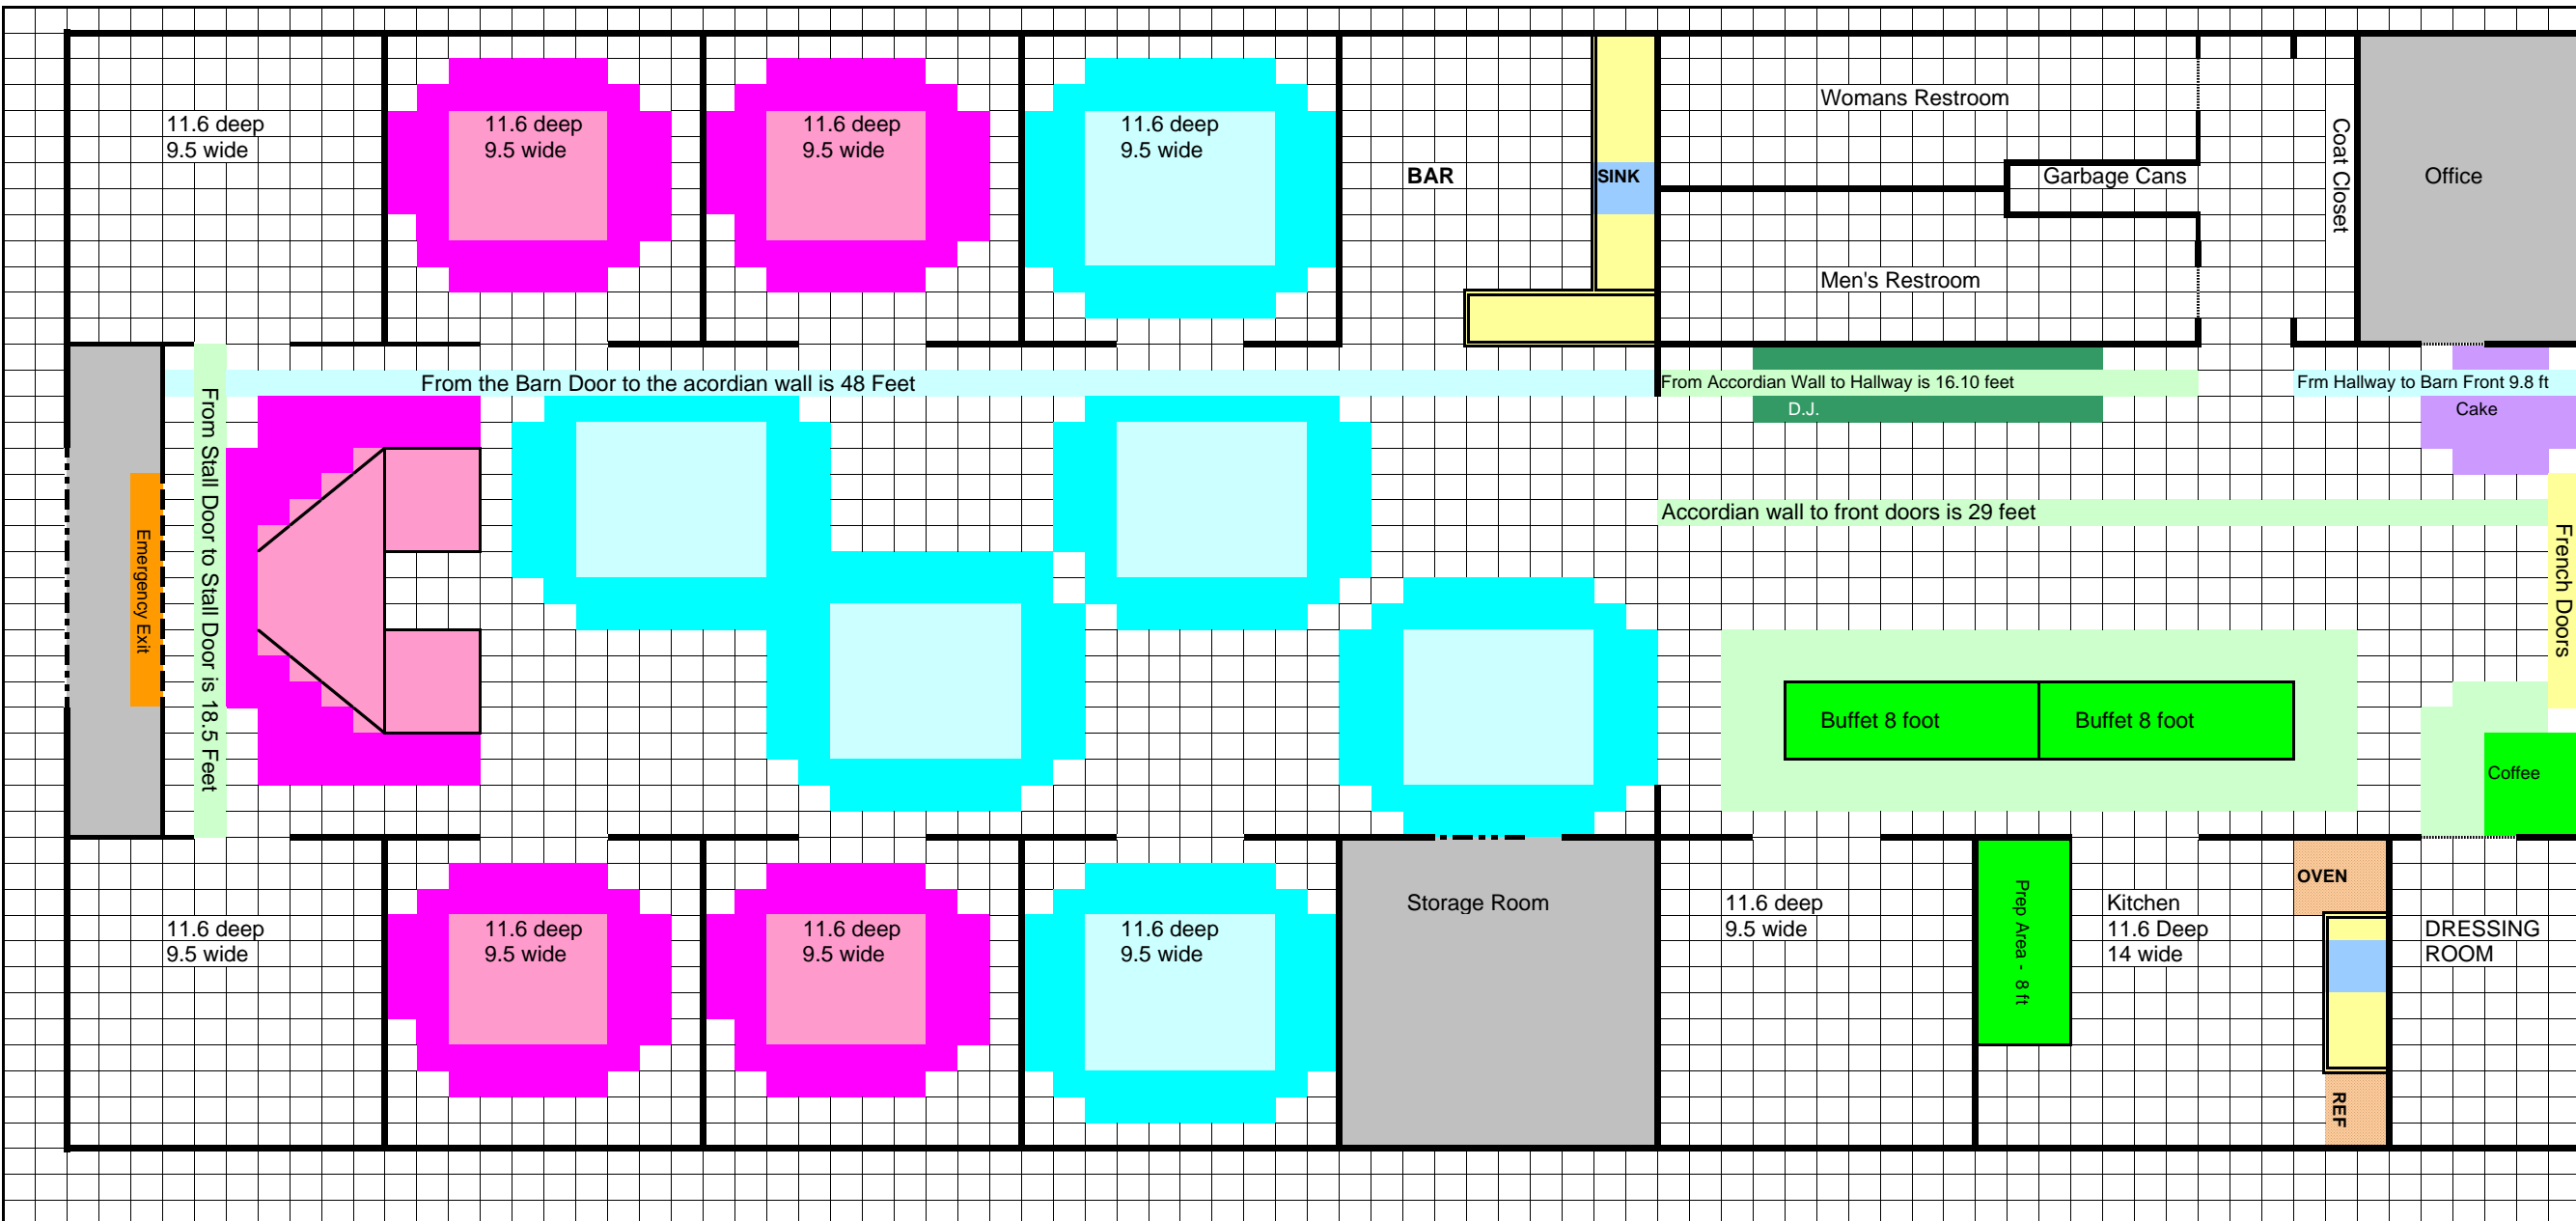 11.6 deep
9.5 wide
11.6 deep
9.5 wide
11.6 deep
9.5 wide
11.6 deep
9.5 wide
BAR
SINK
Womans Restroom
Garbage Cans
Men's Restroom
Coat Closet
Office
From the Barn Door to the acordian wall is 48 Feet
From Accordian Wall to Hallway is 16.10 feet
Frm Hallway to Barn Front 9.8 ft
D.J.
Cake
Emergency Exit
From Stall Door to Stall Door is 18.5 Feet
Accordian wall to front doors is 29 feet
French Doors
Buffet 8 foot
Buffet 8 foot
Coffee
11.6 deep
9.5 wide
11.6 deep
9.5 wide
11.6 deep
9.5 wide
11.6 deep
9.5 wide
Storage Room
11.6 deep
9.5 wide
Prep Area - 8 ft
Kitchen
11.6 Deep
14 wide
OVEN
REF
DRESSING
ROOM